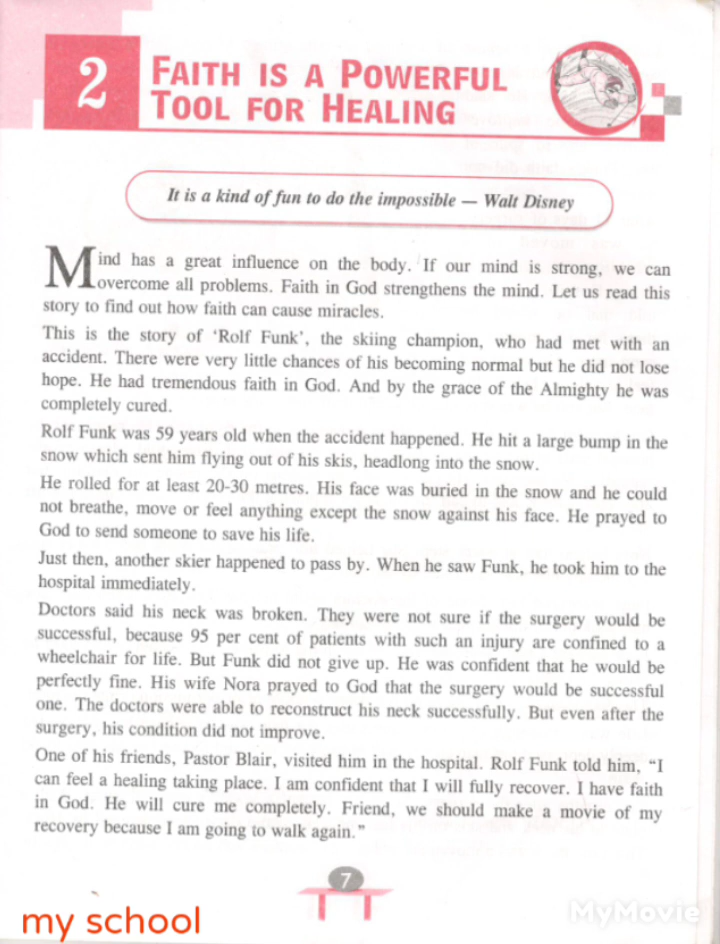 2
FAITH IS A POWERFUL
TOOL FOR HEALING
It is a kind of fun to do the impossible — Walt Disney
Mind has a great influence on the body. If our mind is strong, we can
overcome all problems. Faith in God strengthens the mind. Let us read this
story to find out how faith can cause miracles.
This is the story of ‘Rolf Funk’, the skiing champion, who had met with an
accident. There were very little chances of his becoming normal but he did not lose
hope. He had tremendous faith in God. And by the grace of the Almighty he was
completely cured.
Rolf Funk was 59 years old when the accident happened. He hit a large bump in the
snow which sent him flying out of his skis, headlong into the snow.
He rolled for at least 20-30 metres. His face was buried in the snow and he could
not breathe, move or feel anything except the snow against his face. He prayed to
God to send someone to save his life.
Just then, another skier happened to pass by. When he saw Funk, he took him to the
hospital immediately.
Doctors said his neck was broken. They were not sure if the surgery would be
successful, because 95 per cent of patients with such an injury are confined to a
wheelchair for life. But Funk did not give up. He was confident that he would be
perfectly fine. His wife Nora prayed to God that the surgery would be successful
one. The doctors were able to reconstruct his neck successfully. But even after the
surgery, his condition did not improve.
One of his friends, Pastor Blair, visited him in the hospital. Rolf Funk told him, “I
can feel a healing taking place. I am confident that I will fully recover. I have faith
in God. He will cure me completely. Friend, we should make a movie of my
recovery because I am going to walk again.”
7
my school
MyMovie